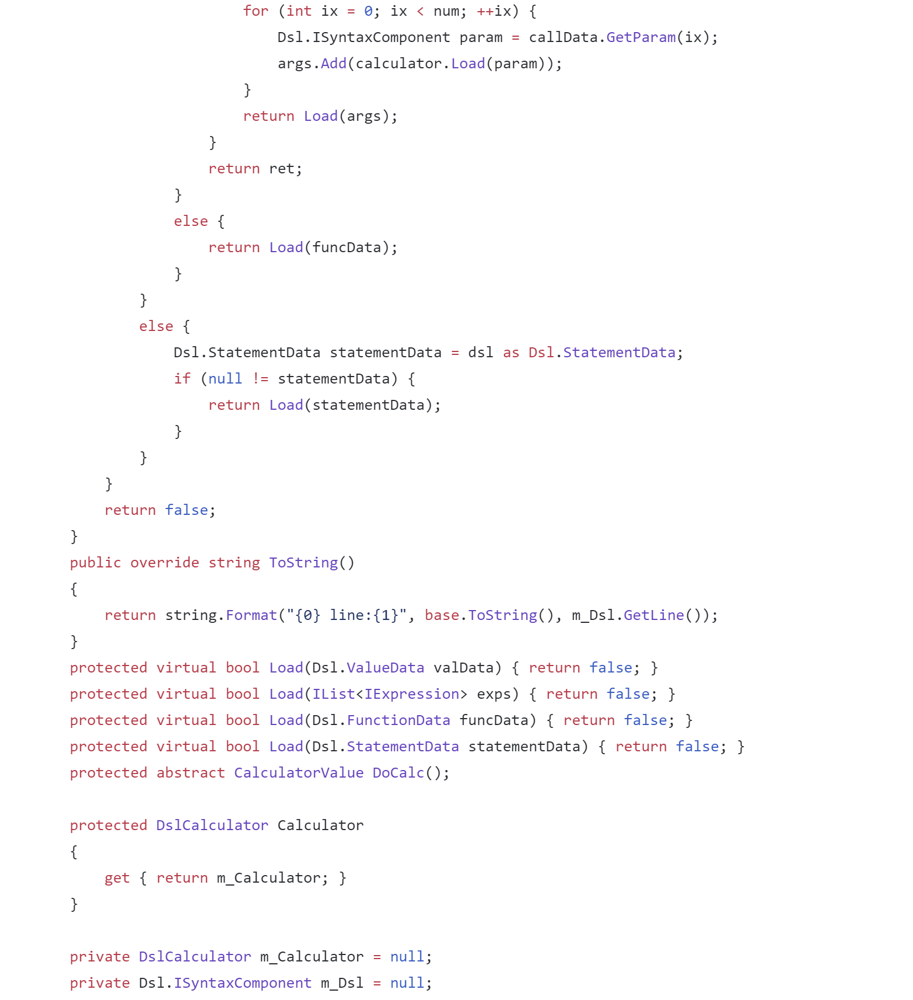 for (int ix = 0; ix < num; ++ix) {
Dsl.ISyntaxComponent param = callData.GetParam(ix);
args.Add(calculator.Load(param));
}
return Load(args);
}
return ret;
}
else {
return Load(funcData);
}
}
else {
Dsl.StatementData statementData = dsl as Dsl.StatementData;
if (null != statementData) {
return Load(statementData);
}
}
}
return false;
}
public override string ToString()
{
return string.Format("{0} line:{1}", base.ToString(), m_Dsl.GetLine());
}
protected virtual bool Load(Dsl.ValueData valData) { return false; }
protected virtual bool Load(IList<IExpression> exps) { return false; }
protected virtual bool Load(Dsl.FunctionData funcData) { return false; }
protected virtual bool Load(Dsl.StatementData statementData) { return false; }
protected abstract CalculatorValue DoCalc();
protected DslCalculator Calculator
{
get { return m_Calculator; }
}
private DslCalculator m_Calculator = null;
private Dsl.ISyntaxComponent m_Dsl = null;